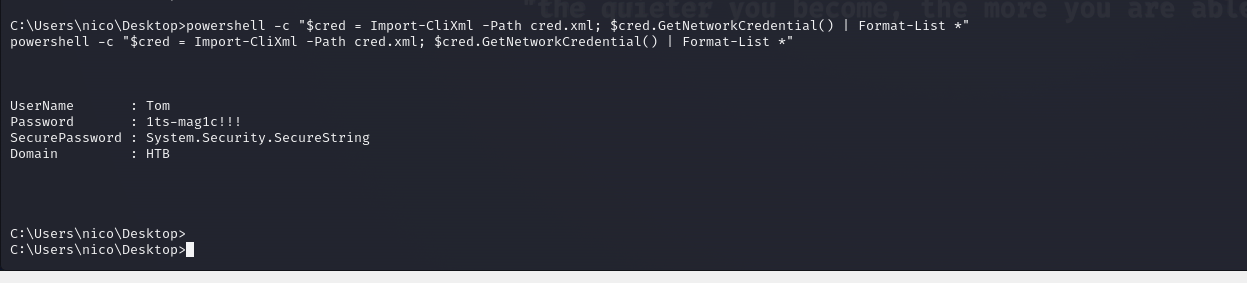 "the quieter you become, the more you are abl
C:\Users\nico\Desktop>powershell -c "$cred = Import-CliXml -Path cred.xml; $cred.GetNetworkCredential() | Format-List *"
powershell -c "$cred = Import-CliXml -Path cred.xml; $cred.GetNetworkCredential() | Format-List *"
UserName       : Tom
Password       : 1ts-mag1c!!!
SecurePassword : System.Security.SecureString
Domain         : HTB
C:\Users\nico\Desktop>
C:\Users\nico\Desktop>